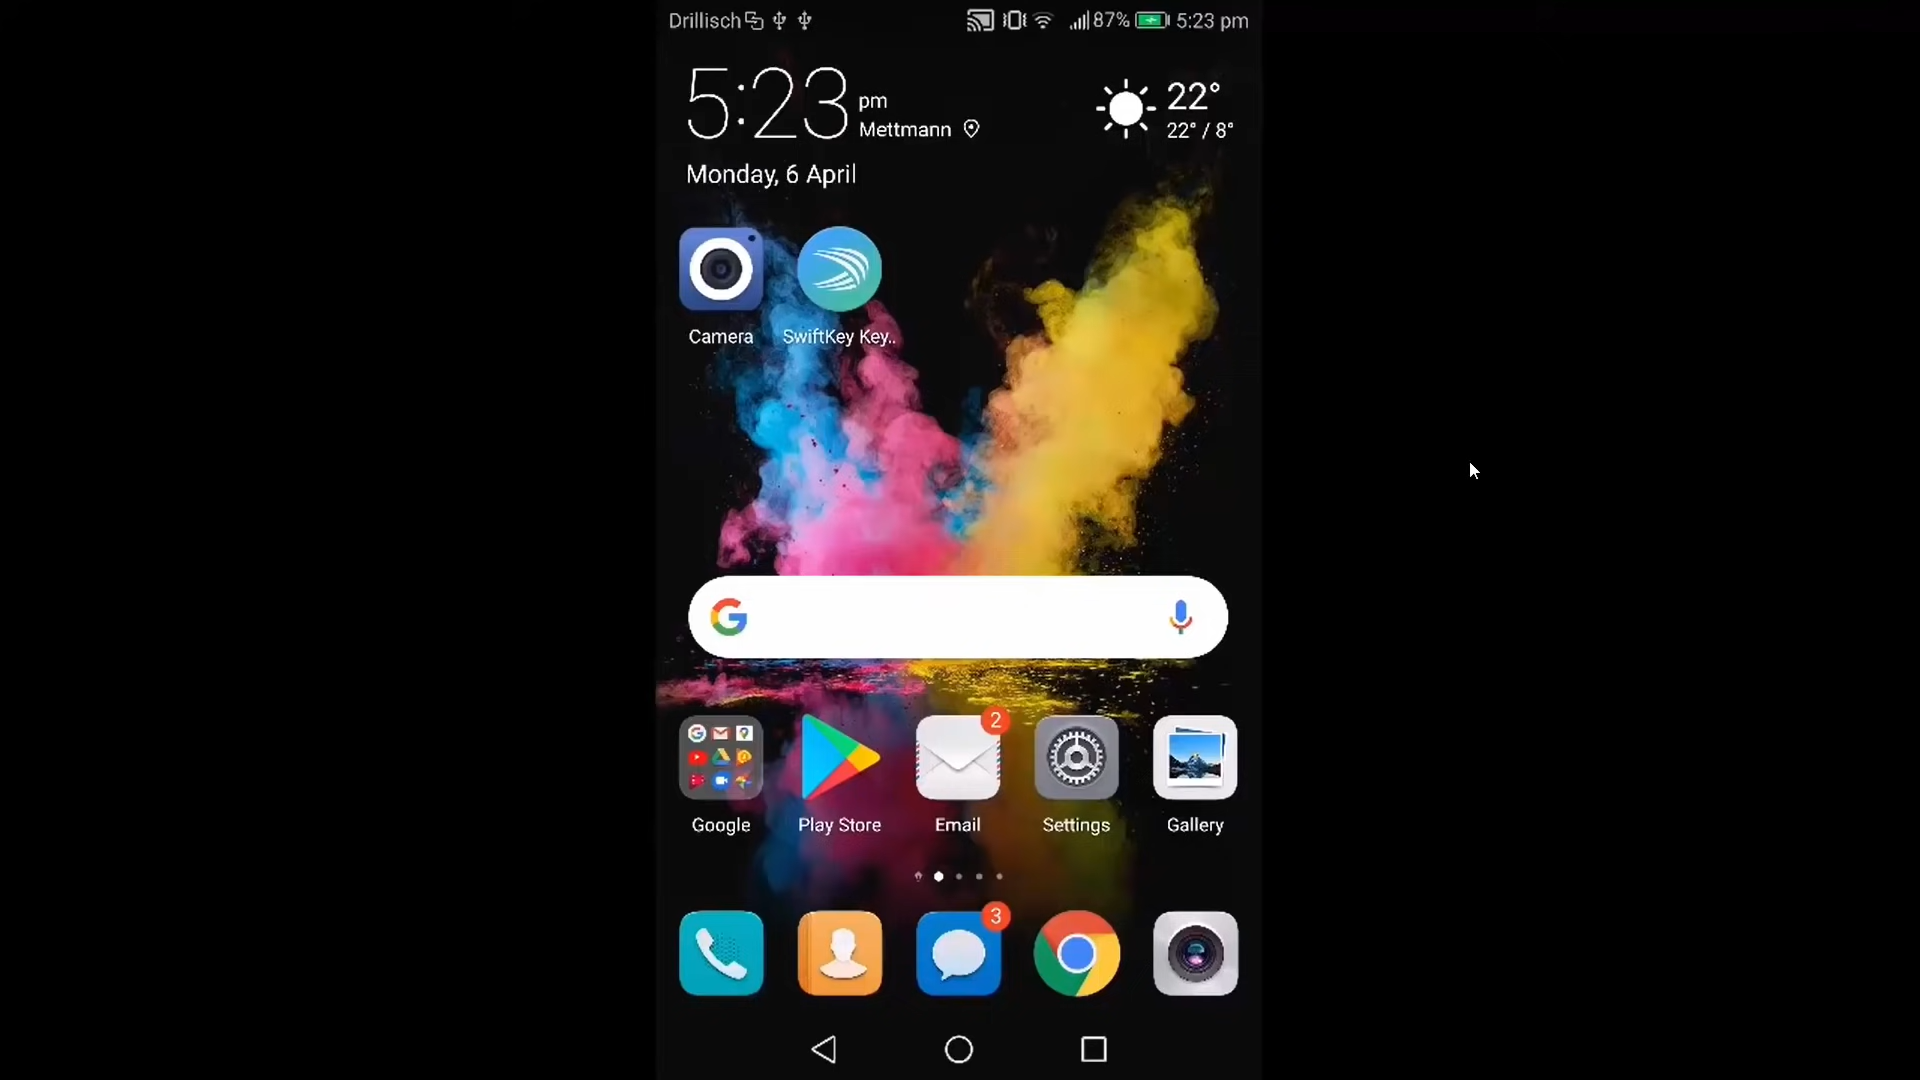 Drillisch 87% 5:23 pm
5:23 pm
Mettmann
22°
22° / 8°
Monday, 6 April
Camera SwiftKey Key..
G
2
Google Play Store Email Settings Gallery
3